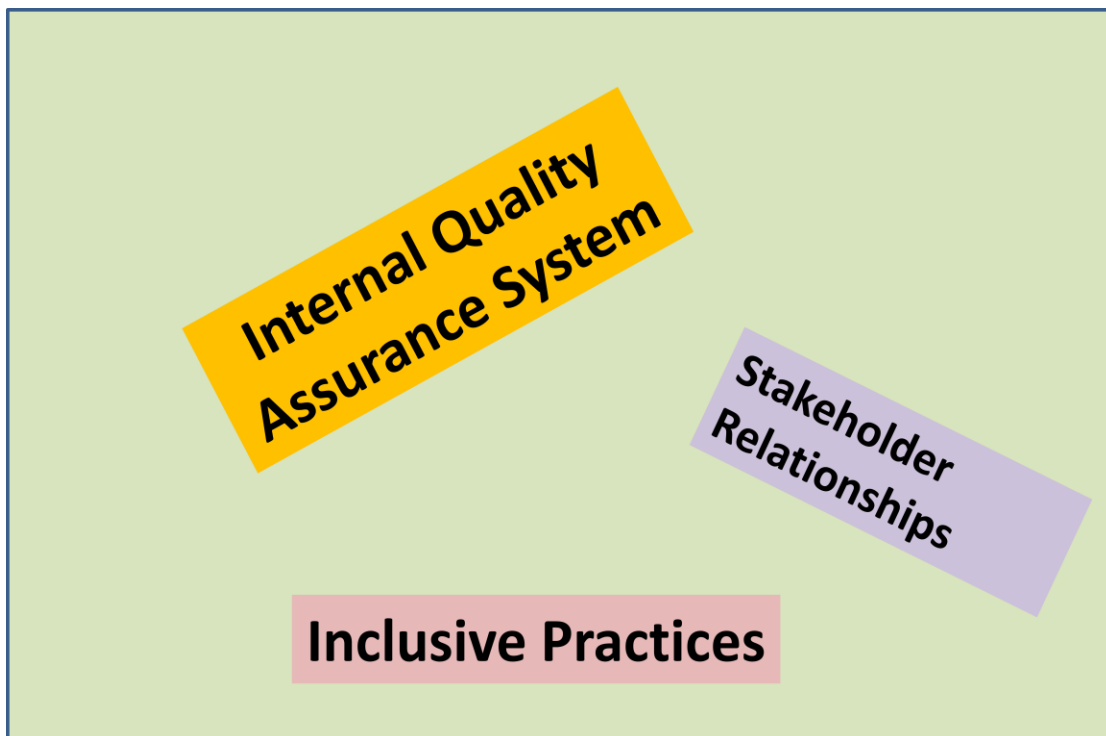 Internal Quality
Assurance System
Stakeholder
Relationships
Inclusive Practices